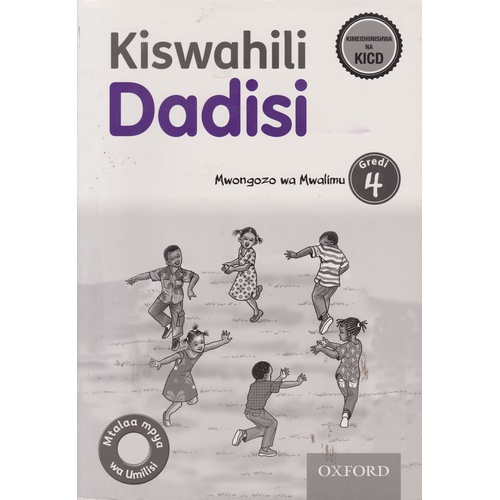 Kiswahili
Dadisi
KIMEIDHINISHWA
NA
KICD
Mwongozo wa Mwalimu
Gredi
4
Mtalaa mpya
wa Umilisi
OXFORD